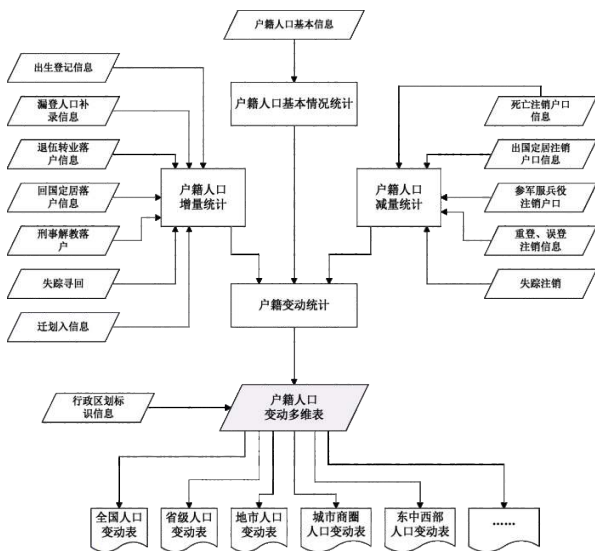 户籍人口基本信息
出生登记信息
漏登人口补
录信息
退伍转业落
户信息
回国定居落
户信息
刑事解教落
户
失踪寻回
迁划入信息
户籍人口基本情况统计
户籍人口
增量统计
户籍人口
减量统计
死亡注销户口
信息
出国定居注销
户口信息
参军服兵役
注销户口
重登、误登
注销信息
失踪注销
户籍变动统计
行政区划标
识信息
户籍人口
变动多维表
全国人口
变动表
省级人口
变动表
地市人口
变动表
城市商圈
人口变动表
东中西部
人口变动表
……